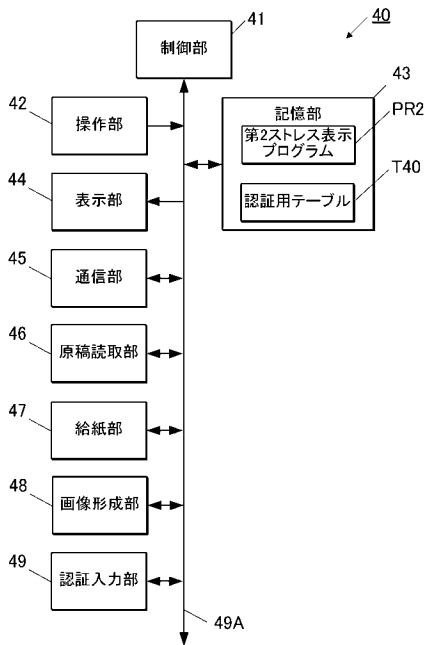 41
40
制御部
43
42
操作部
記憶部
PR2
第2ストレス表示
プログラム
44
表示部
T40
認証用テーブル
45
通信部
46
原稿読取部
47
給紙部
48
画像形成部
49
認証入力部
49A